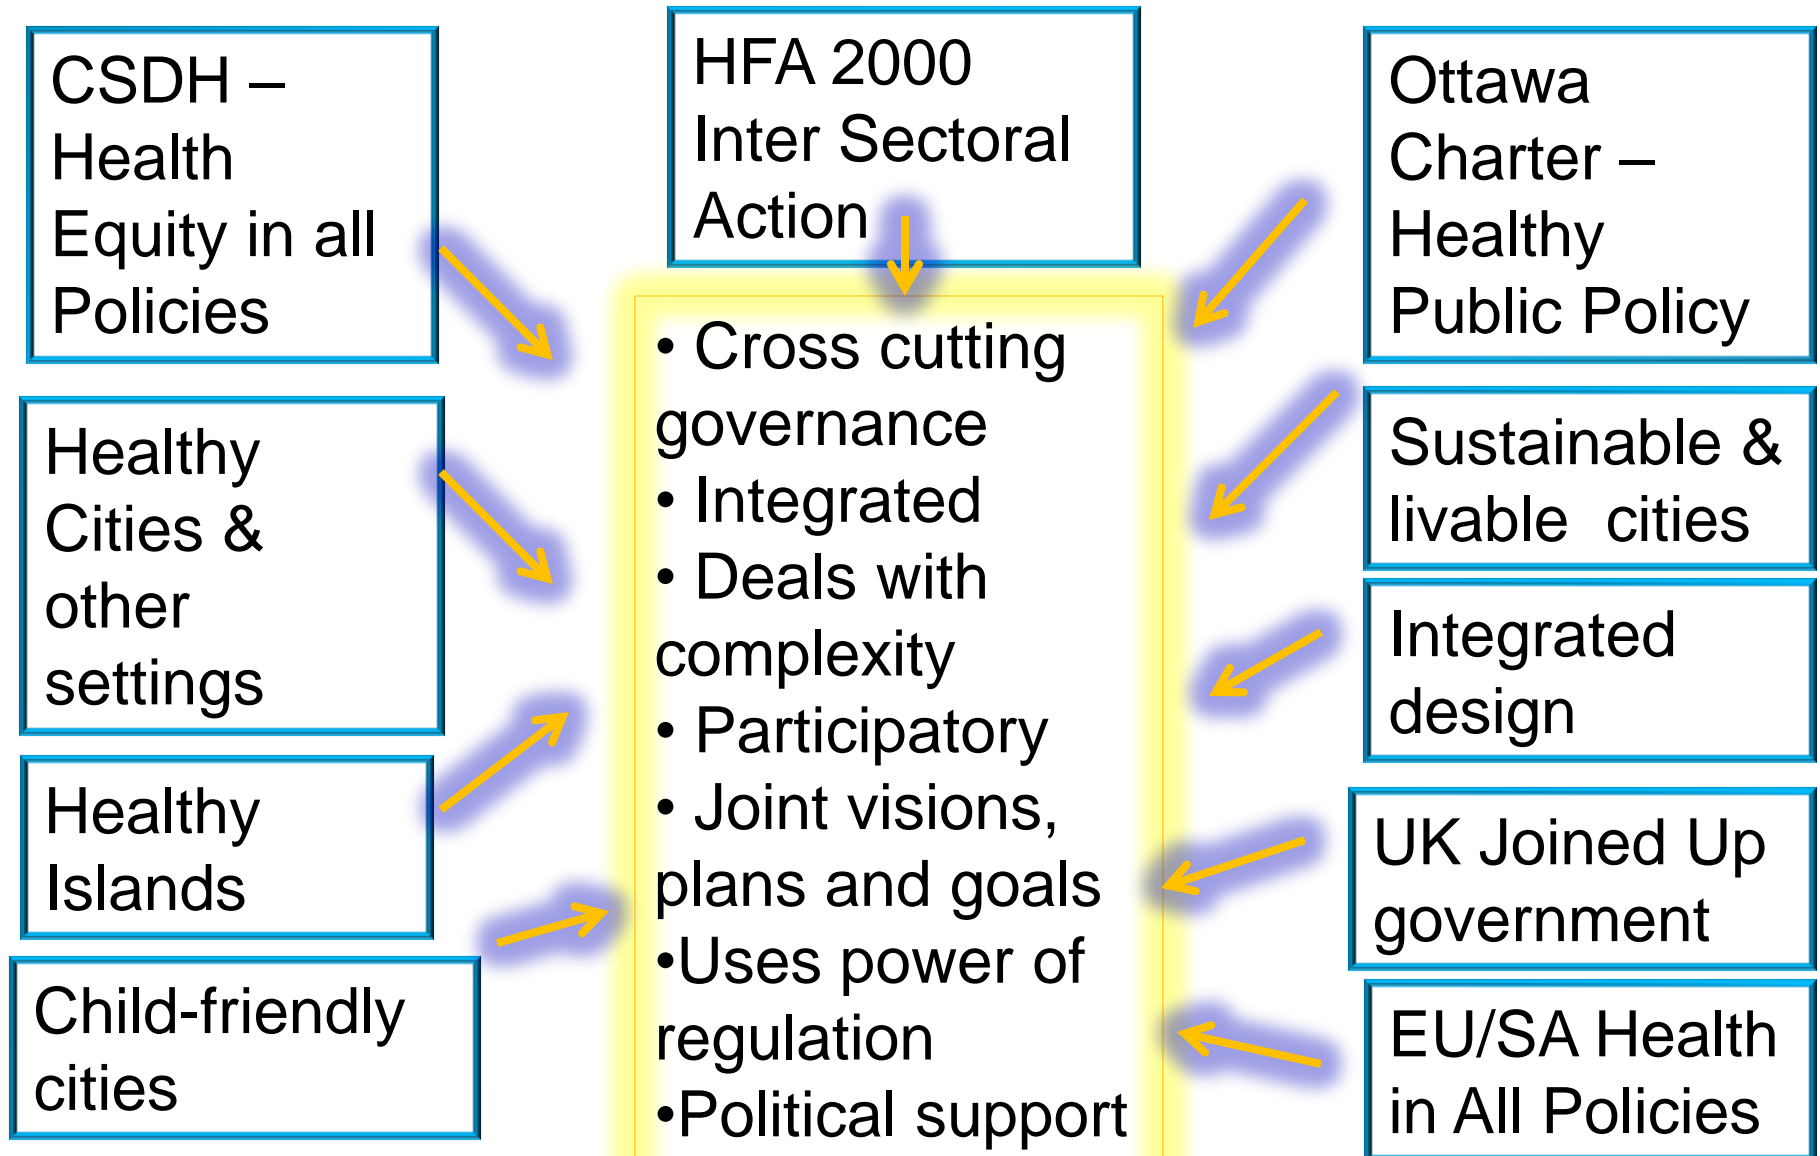 CSDH –
Health
Equity in all
Policies
Healthy
Cities &
other
settings
Healthy
Islands
Child-friendly
cities
HFA 2000
Inter Sectoral
Action
• Cross cutting
governance
• Integrated
• Deals with
complexity
• Participatory
• Joint visions,
plans and goals
•Uses power of
regulation
•Political support
Ottawa
Charter –
Healthy
Public Policy
Sustainable &
livable cities
Integrated
design
UK Joined Up
government
EU/SA Health
in All Policies